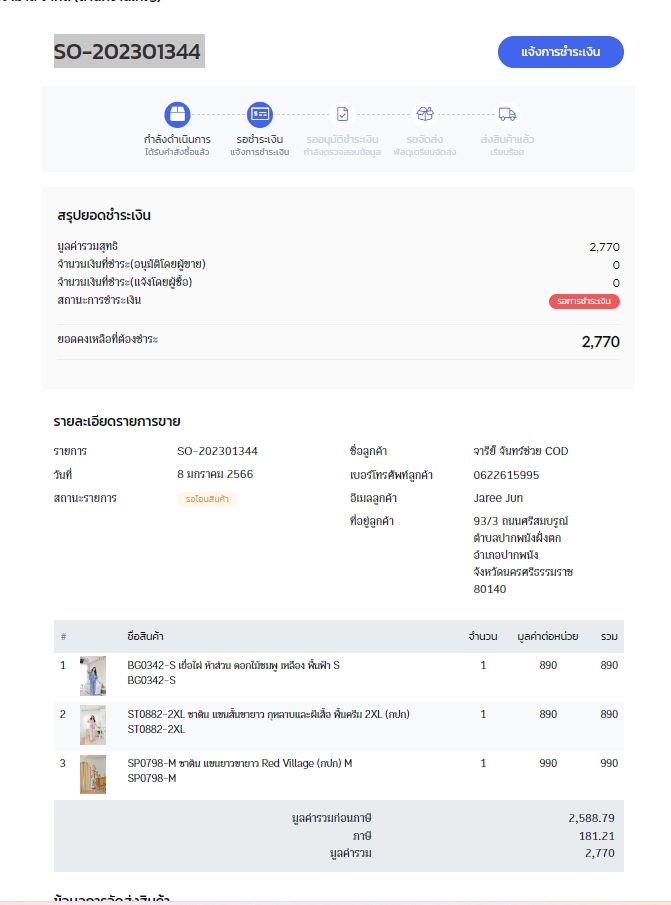 SO-202301344
แจ้งการชำระเงิน
กำลังดำเนินการ
ได้รับคำสั่งซื้อแล้ว
รอชำระเงิน
แจ้งการชำระเงิน
รออนุมัติชำระเงิน
กำลังตรวจสอบข้อมูล
รอจัดส่ง
พัสดุเตรียมจัดส่ง
ส่งสินค้าแล้ว
เรียบร้อย
สรุปยอดชำระเงิน
มูลค่ารวมสุทธิ 2,770
จำนวนเงินที่ชำระ(อนุมัติโดยผู้ขาย) 0
จำนวนเงินที่ชำระ(แจ้งโดยผู้ซื้อ) 0
สถานะการชำระเงิน รอการชำระเงิน
ยอดคงเหลือที่ต้องชำระ 2,770
รายละเอียดรายการขาย
รายการ SO-202301344
วันที่ 8 มกราคม 2566
สถานะรายการ รอโอนสินค้า
ชื่อลูกค้า จารีย์ จันทร์ช่วย COD
เบอร์โทรศัพท์ลูกค้า 0622615995
อีเมลลูกค้า Jaree Jun
ที่อยู่ลูกค้า 93/3 ถนนศรีสมบรูณ์
ตำบลปากพนังฝั่งตก
อำเภอปากพนัง
จังหวัดนครศรีธรรมราช
80140
# ชื่อสินค้า จำนวน มูลค่าต่อหน่วย รวม
1 BG0342-S เยื่อไผ่ ห้าส่วน ดอกไม้ชมพู เหลือง พื้นฟ้า S 1 890 890
BG0342-S
2 ST0882-2XL ซาติน แขนสั้นขายาว กุหลาบและผีเสื้อ พื้นครีม 2XL (กปก) 1 890 890
ST0882-2XL
3 SP0798-M ซาติน แขนยาวขายาว Red Village (กปก) M 1 990 990
SP0798-M
มูลค่ารวมก่อนภาษี 2,588.79
ภาษี 181.21
มูลค่ารวม 2,770
ข้อมูลการจัดส่งสินค้า